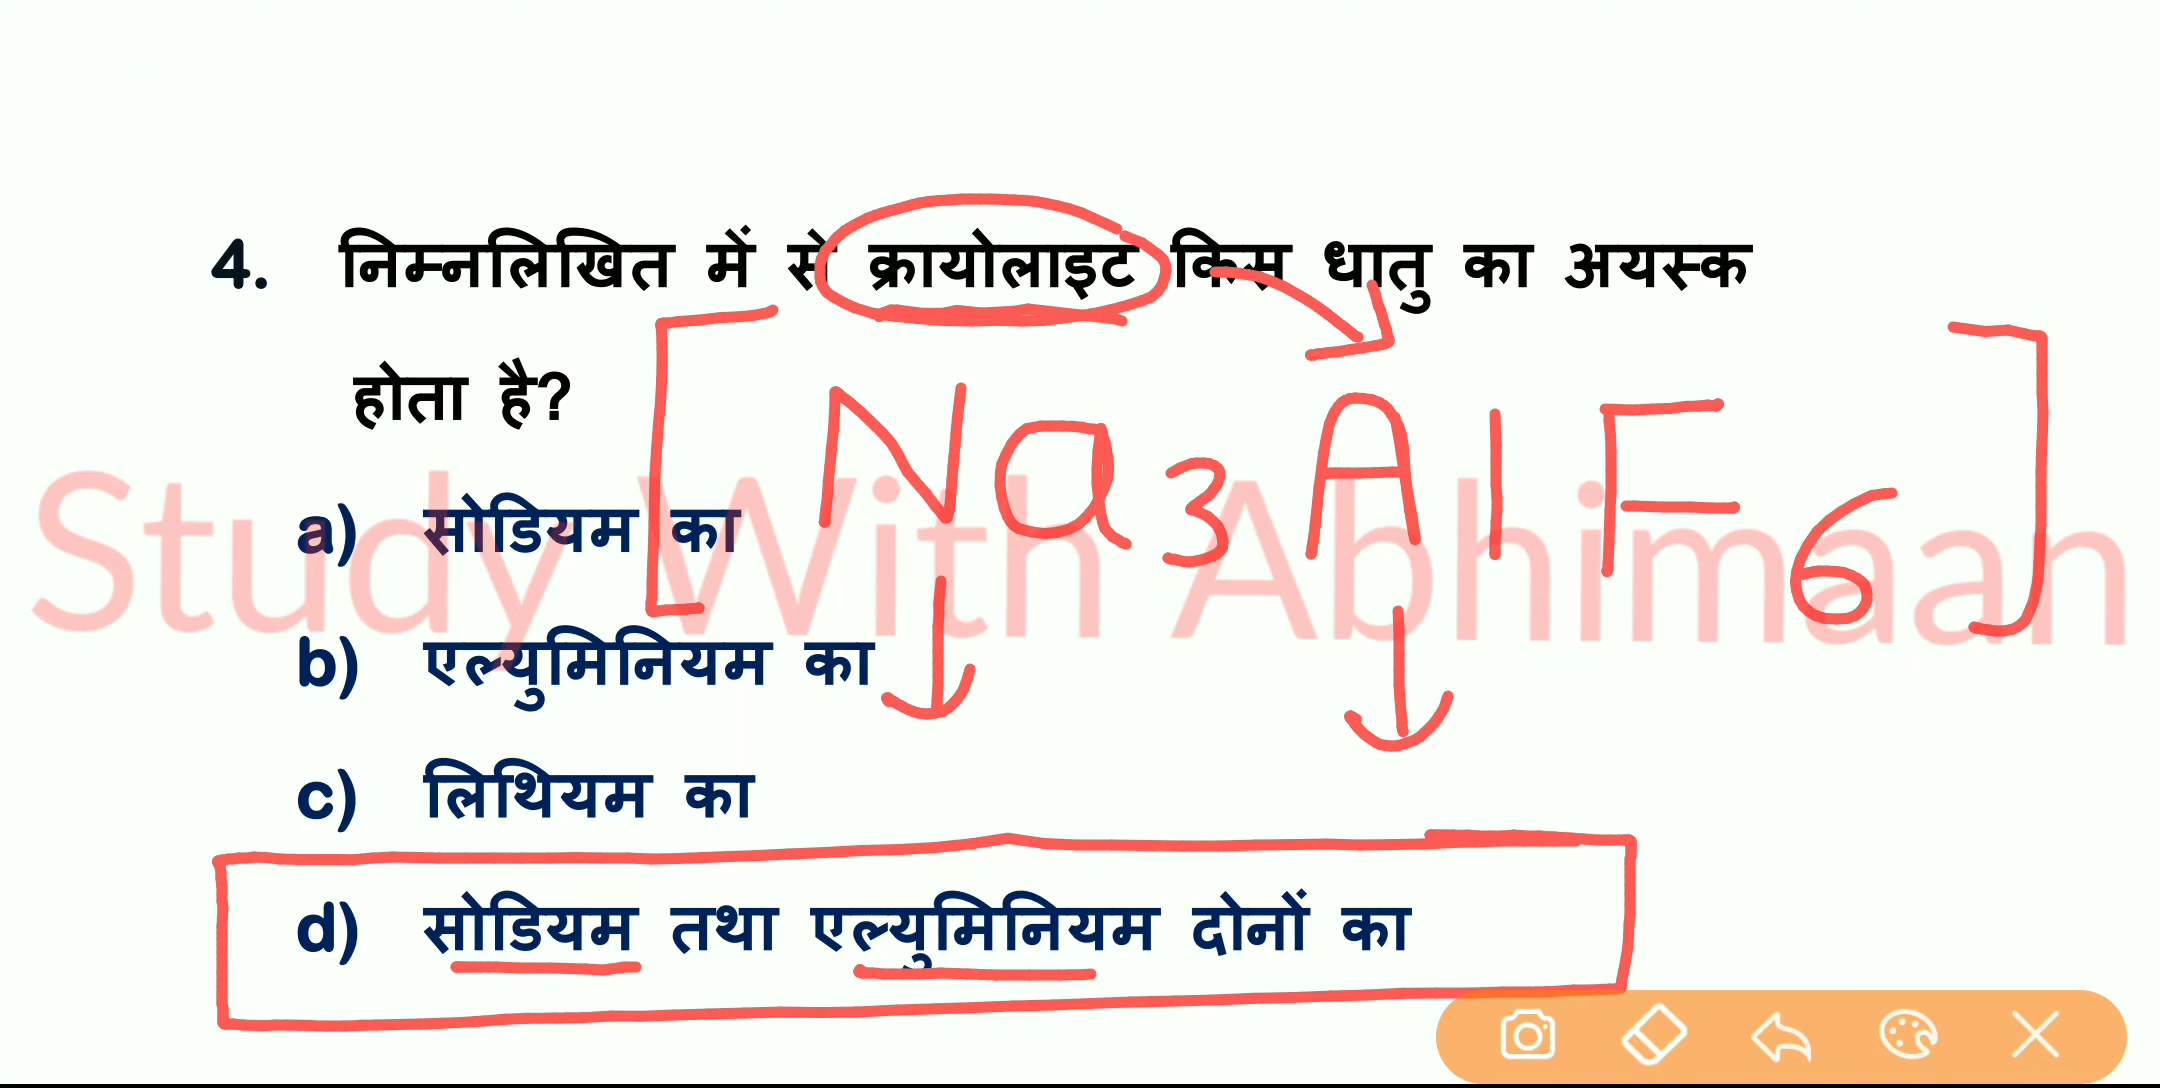 4. निम्नलिखित में से क्रायोलाइट किस धातु का अयस्क
होता है?
[Na3AlF6]
a) सोडियम का
b) एल्युमिनियम का
c) लिथियम का
d) सोडियम तथा एल्युमिनियम दोनों का
Study With Abhimaan